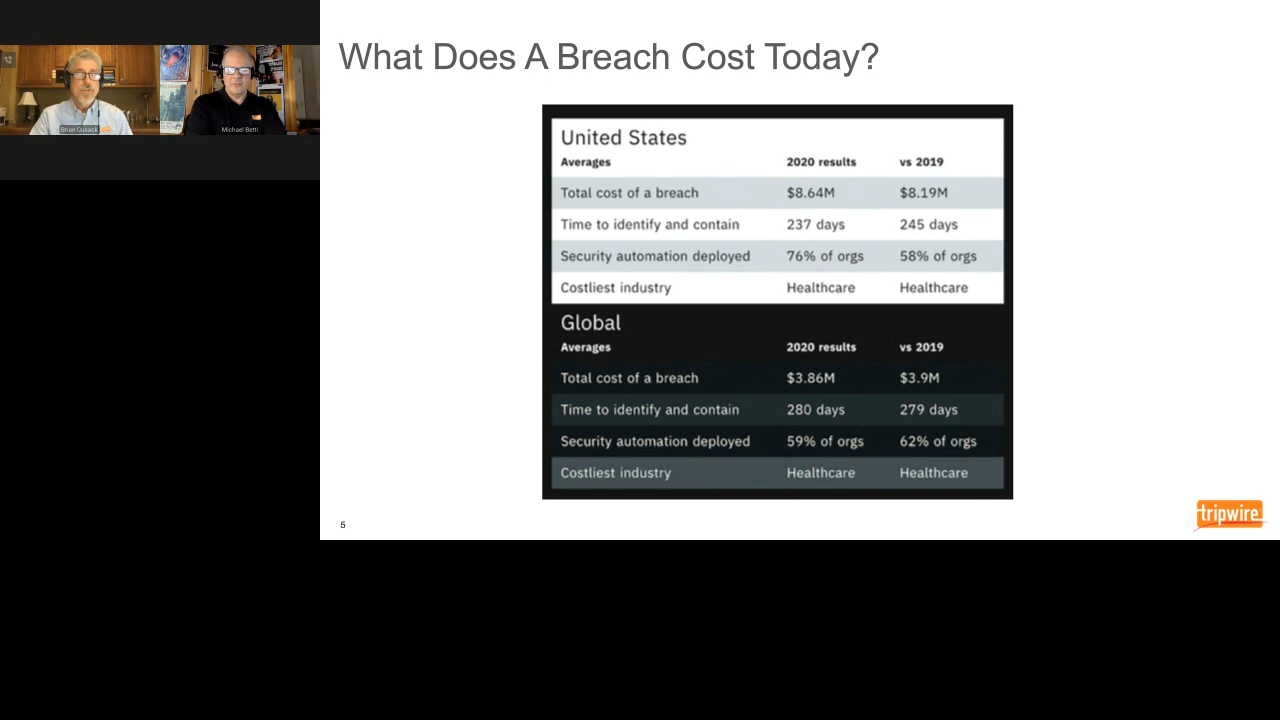 What Does A Breach Cost Today?
Brian Cusack
Michael Betti
United States
Averages 2020 results vs 2019
Total cost of a breach $8.64M $8.19M
Time to identify and contain 237 days 245 days
Security automation deployed 76% of orgs 58% of orgs
Costliest industry Healthcare Healthcare
Global
Averages 2020 results vs 2019
Total cost of a breach $3.86M $3.9M
Time to identify and contain 280 days 279 days
Security automation deployed 59% of orgs 62% of orgs
Costliest industry Healthcare Healthcare
5
tripwire